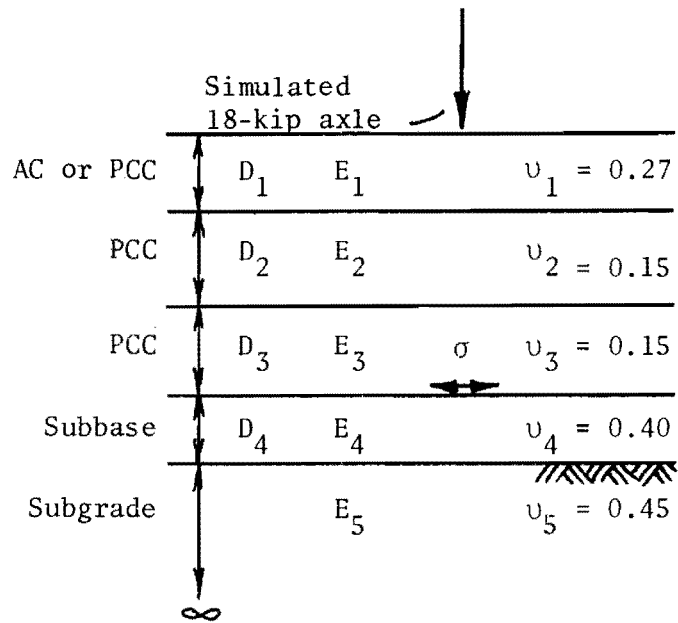 Simulated
18-kip axle
AC or PCC D₁ E₁ υ₁ = 0.27
PCC D₂ E₂ υ₂ = 0.15
PCC D₃ E₃ σ υ₃ = 0.15
Subbase D₄ E₄ υ₄ = 0.40
Subgrade E₅ υ₅ = 0.45
∞